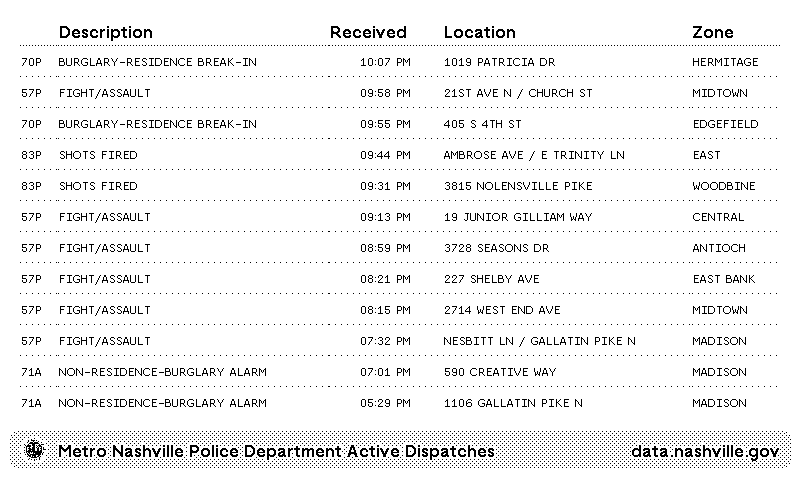 Description Received Location Zone
70P BURGLARY-RESIDENCE BREAK-IN 10:07 PM 1019 PATRICIA DR HERMITAGE
57P FIGHT/ASSAULT 09:58 PM 21ST AVE N / CHURCH ST MIDTOWN
70P BURGLARY-RESIDENCE BREAK-IN 09:55 PM 405 S 4TH ST EDGEFIELD
83P SHOTS FIRED 09:44 PM AMBROSE AVE / E TRINITY LN EAST
83P SHOTS FIRED 09:31 PM 3815 NOLENSVILLE PIKE WOODBINE
57P FIGHT/ASSAULT 09:13 PM 19 JUNIOR GILLIAM WAY CENTRAL
57P FIGHT/ASSAULT 08:59 PM 3728 SEASONS DR ANTIOCH
57P FIGHT/ASSAULT 08:21 PM 227 SHELBY AVE EAST BANK
57P FIGHT/ASSAULT 08:15 PM 2714 WEST END AVE MIDTOWN
57P FIGHT/ASSAULT 07:32 PM NESBITT LN / GALLATIN PIKE N MADISON
71A NON-RESIDENCE-BURGLARY ALARM 07:01 PM 590 CREATIVE WAY MADISON
71A NON-RESIDENCE-BURGLARY ALARM 05:29 PM 1106 GALLATIN PIKE N MADISON
Metro Nashville Police Department Active Dispatches data.nashville.gov